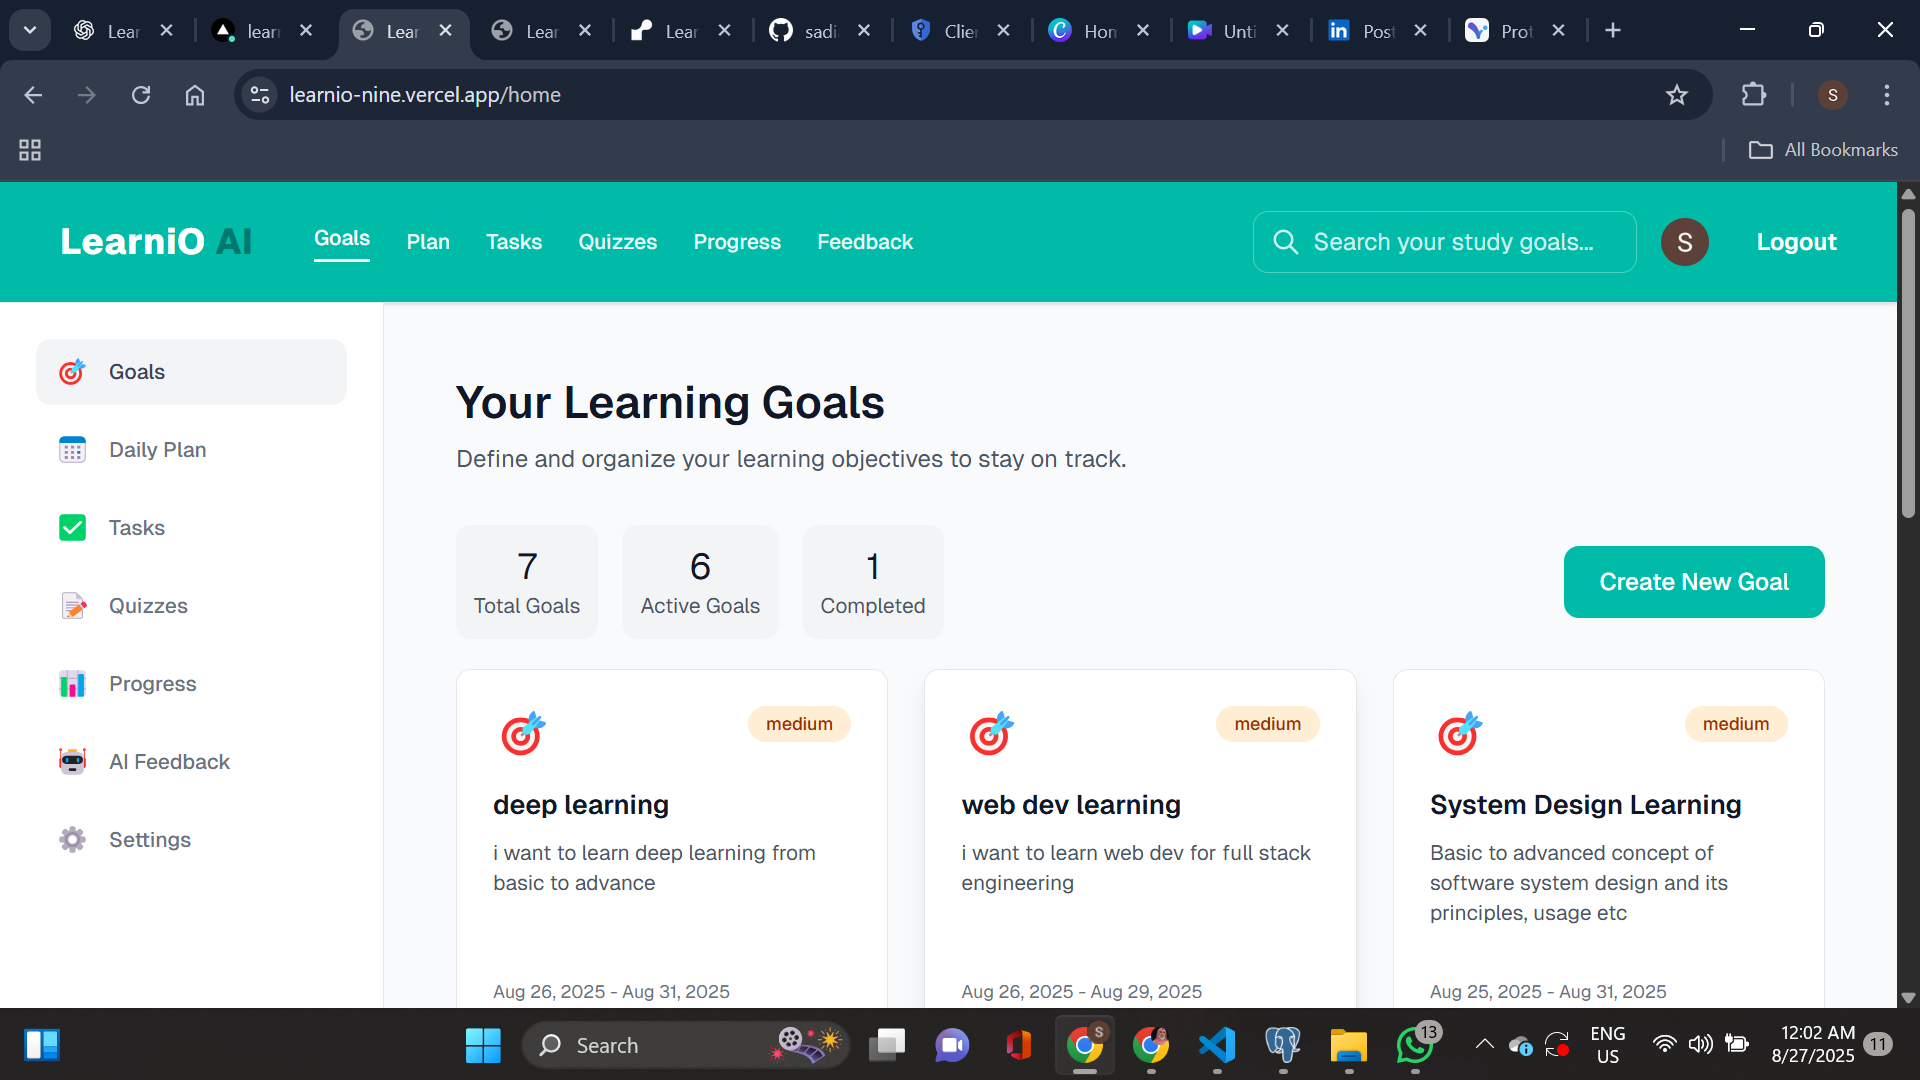 Lear
lear
Lear
Lear
Lear
sadi
Clie
Hom
Unti
Post
Prot
learnio-nine.vercel.app/home
S
All Bookmarks
LearniO AI
Goals
Plan
Tasks
Quizzes
Progress
Feedback
Search your study goals...
S
Logout
Goals
Daily Plan
Tasks
Quizzes
Progress
AI Feedback
Settings
Your Learning Goals
Define and organize your learning objectives to stay on track.
7
Total Goals
6
Active Goals
1
Completed
Create New Goal
medium
deep learning
i want to learn deep learning from
basic to advance
Aug 26, 2025 - Aug 31, 2025
medium
web dev learning
i want to learn web dev for full stack
engineering
Aug 26, 2025 - Aug 29, 2025
medium
System Design Learning
Basic to advanced concept of
software system design and its
principles, usage etc
Aug 25, 2025 - Aug 31, 2025
Search
S
13
ENG
US
12:02 AM
8/27/2025
11